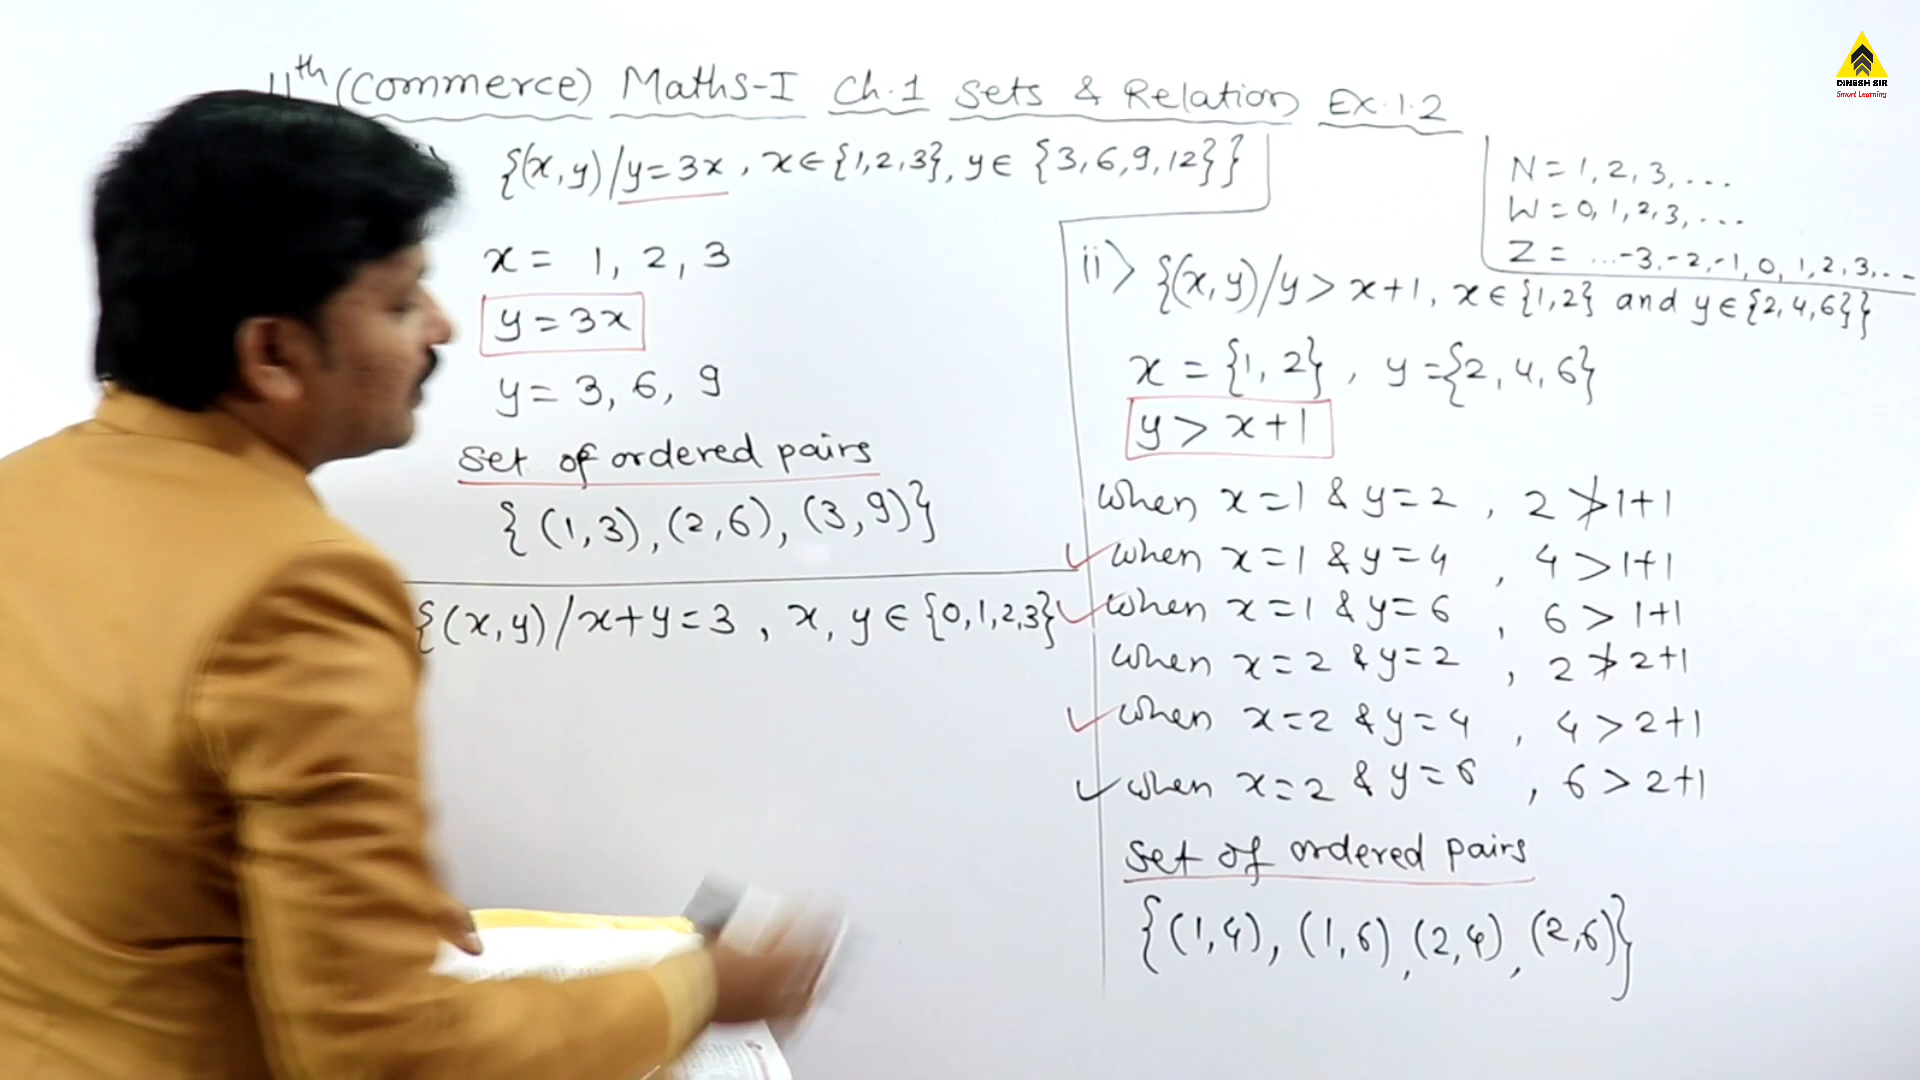 11th (Commerce) Maths-I Ch.1 Sets & Relation Ex.1.2
{(x,y)/y=3x, x∈{1,2,3}, y∈{3,6,9,12}}
x = 1, 2, 3
y=3x
y= 3, 6, 9
set of ordered pairs
{(1,3),(2,6),(3,9)}
{(x,y)/x+y=3, x, y∈{0,1,2,3}
N=1,2,3,...
W=0,1,2,3,...
Z= ...-3,-2,-1,0,1,2,3,...
ii) {(x,y)/y> x+1, x∈{1,2} and y∈{2,4,6}}
x={1,2}, y={2,4,6}
y > x+1
when x=1 & y=2, 2≯1+1
✓ when x=1 & y=4, 4>1+1
✓ when x=1 & y=6, 6>1+1
when x=2 & y=2, 2≯2+1
✓ when x=2 & y=4, 4>2+1
✓ when x=2 & y=6, 6>2+1
set of ordered pairs
{(1,4), (1,6), (2,4), (2,6)}
DINESH SIR
Smart Learning